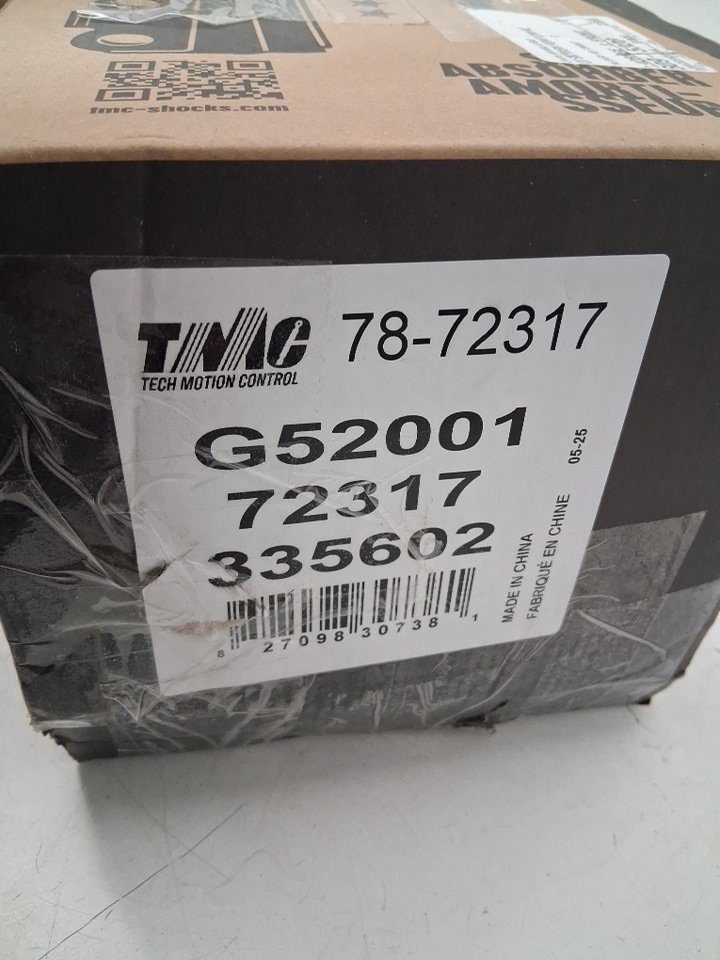 fmc-shocks.com
ABSORBER
AMORTI-
SSEUR
TMC 78-72317
TECH MOTION CONTROL
G52001
72317
335602
8 27098 30738 1
MADE IN CHINA
FABRIQUÉ EN CHINE
05-25